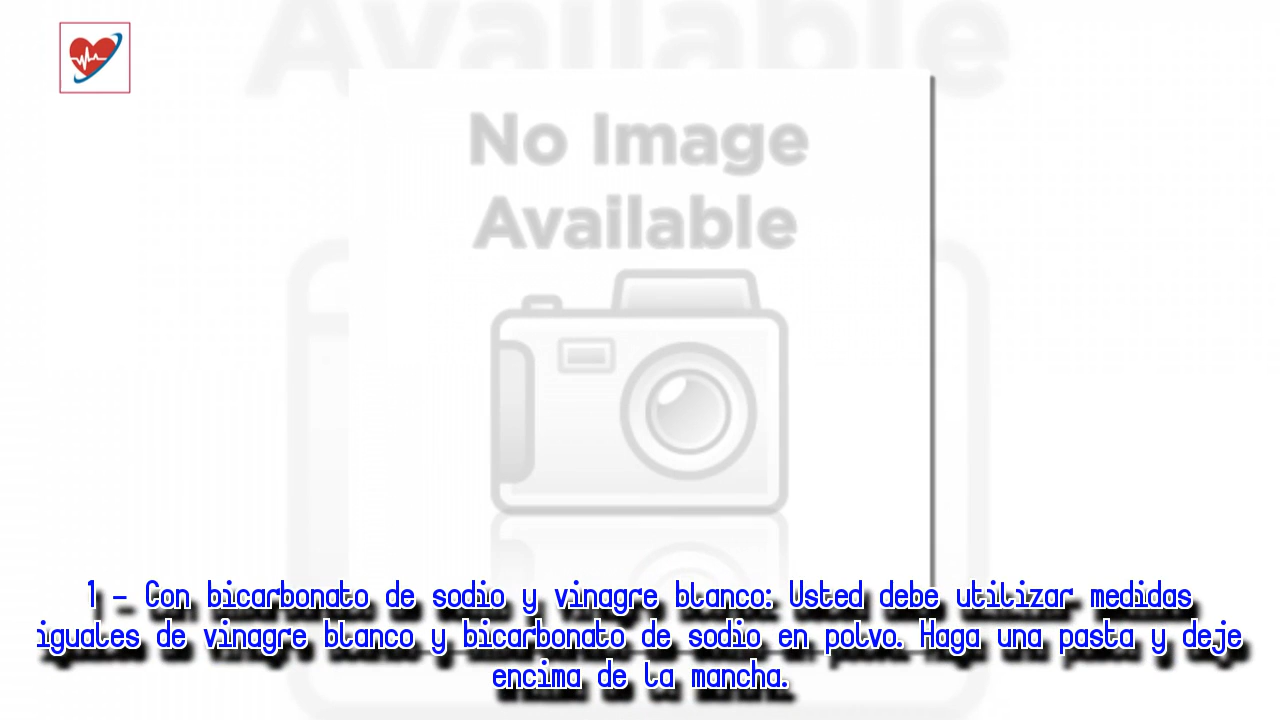 Available
No Image
Available
1 - Con bicarbonato de sodio y vinagre blanco: Usted debe utilizar medidas
iguales de vinagre blanco y bicarbonato de sodio en polvo. Haga una pasta y deje
encima de la mancha.